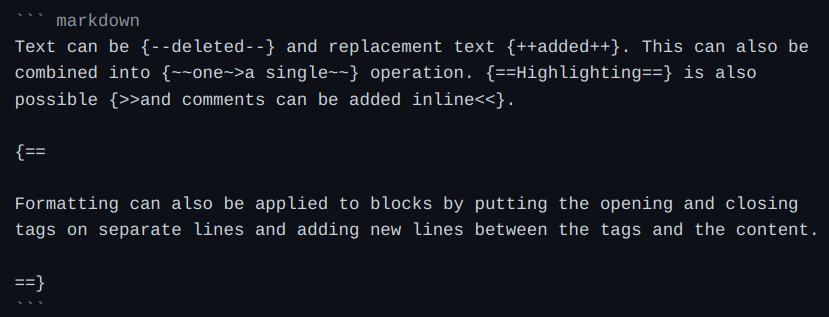 ``` markdown
Text can be {--deleted--} and replacement text {++added++}. This can also be
combined into {~~one~>a single~~} operation. {==Highlighting==} is also
possible {>>and comments can be added inline<<}.
{==
Formatting can also be applied to blocks by putting the opening and closing
tags on separate lines and adding new lines between the tags and the content.
==}
```